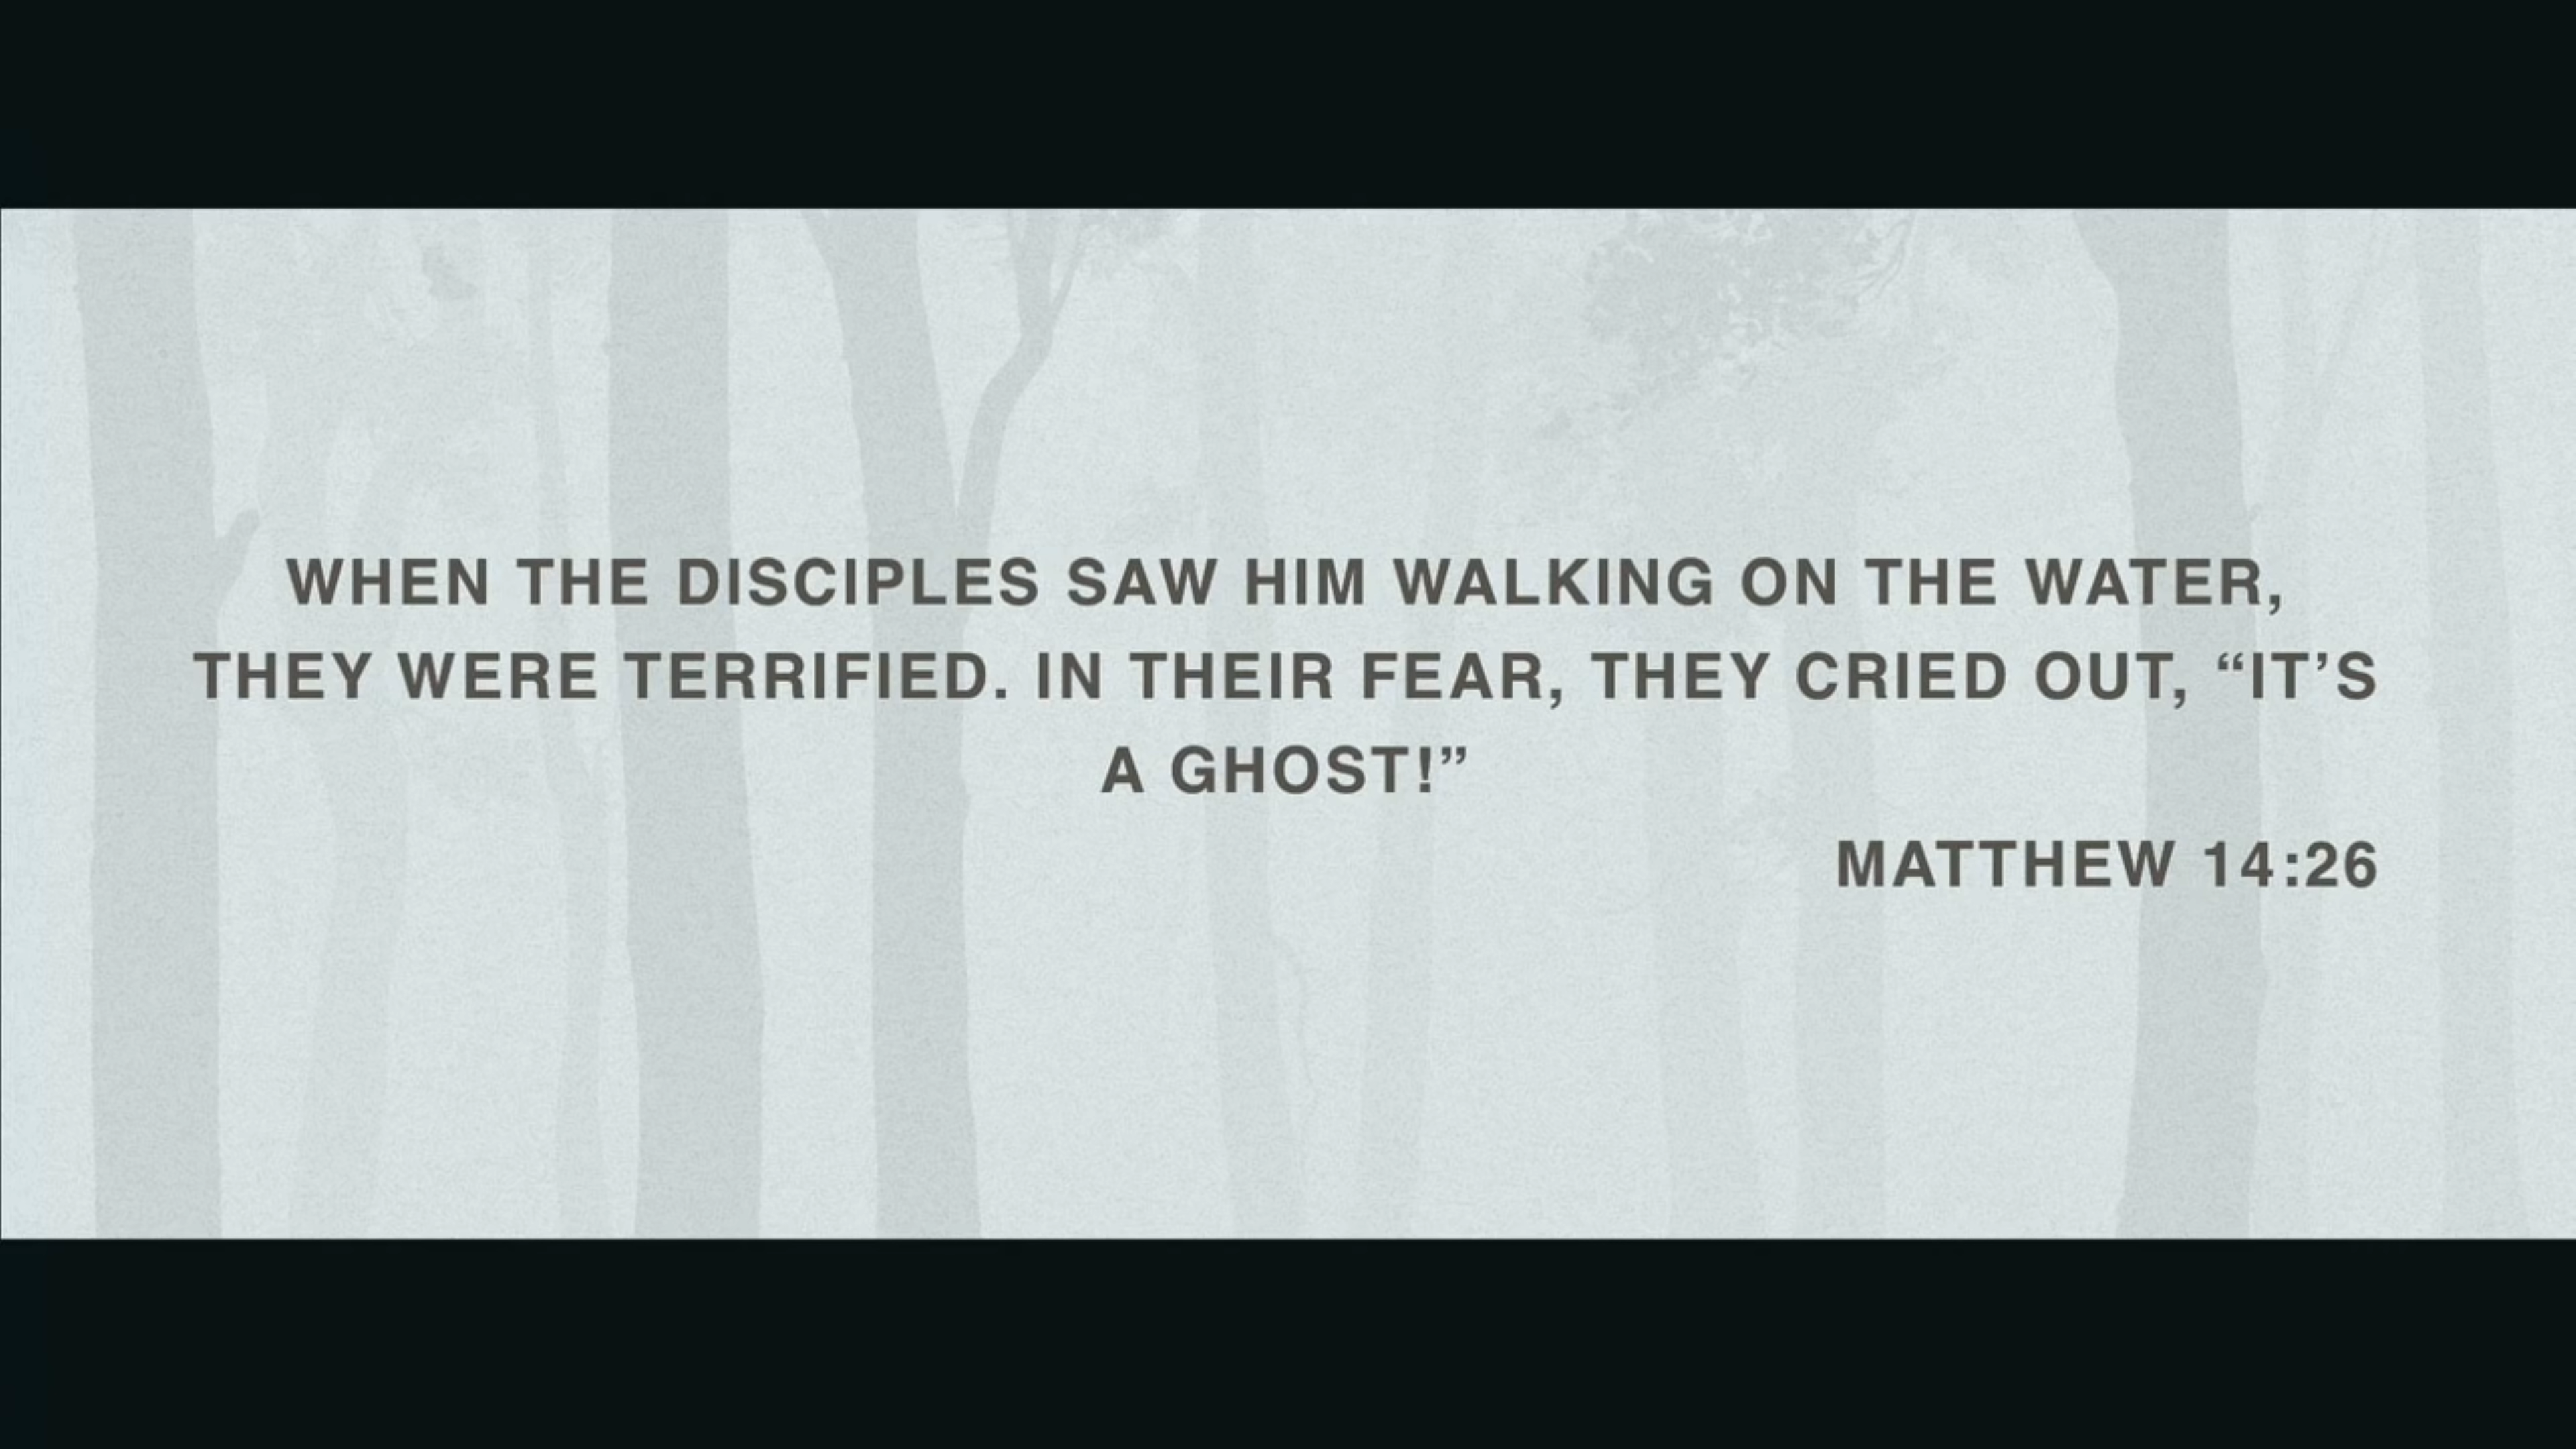 WHEN THE DISCIPLES SAW HIM WALKING ON THE WATER,
THEY WERE TERRIFIED. IN THEIR FEAR, THEY CRIED OUT, “IT’S
A GHOST!”
MATTHEW 14:26